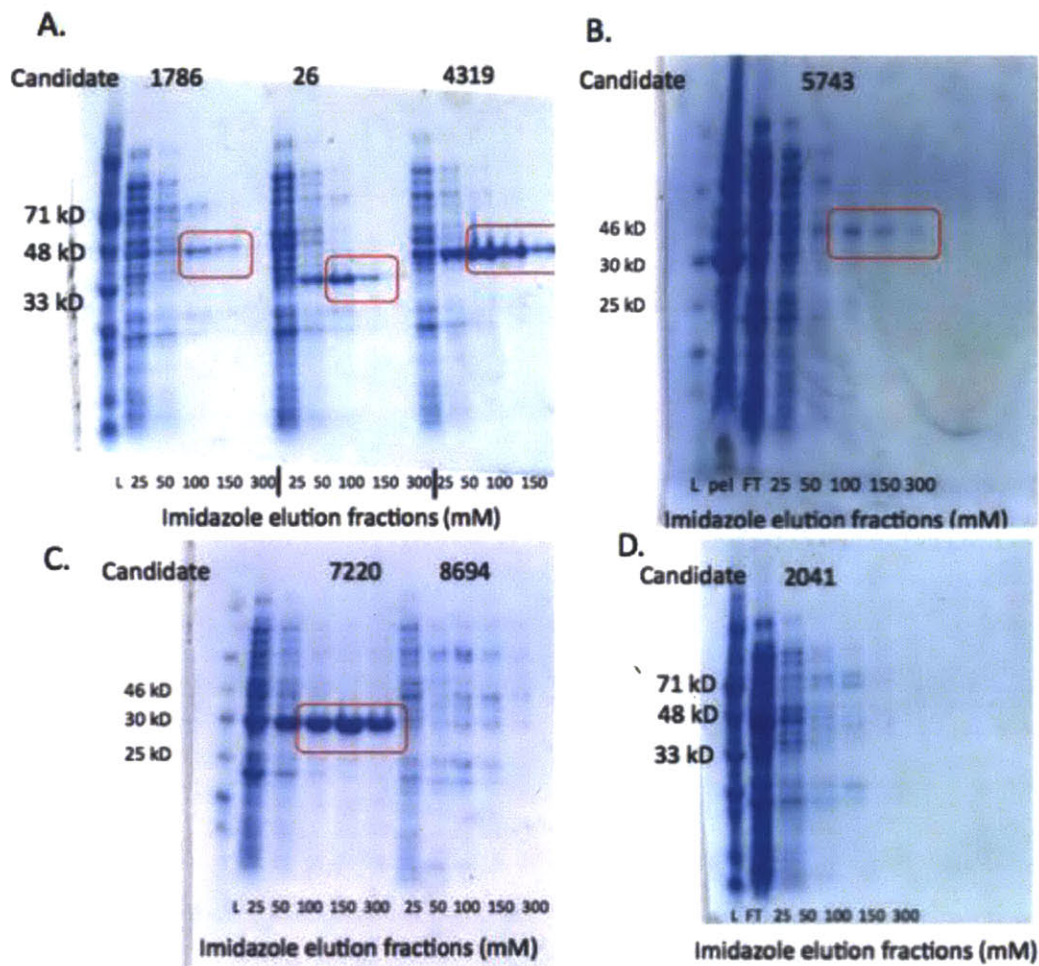 A.
Candidate 1786 26 4319
71 kD
48 kD
33 kD
L 25 50 100 150 300 25 50 100 150 300 25 50 100 150
Imidazole elution fractions (mM)
B.
Candidate 5743
46 kD
30 kD
25 kD
L pel FT 25 50 100 150 300
Imidazole elution fractions (mM)
C.
Candidate 7220 8694
46 kD
30 kD
25 kD
L 25 50 100 150 300 25 50 100 150 300
Imidazole elution fractions (mM)
D.
Candidate 2041
71 kD
48 kD
33 kD
L FT 25 50 100 150 300
Imidazole elution fractions (mM)